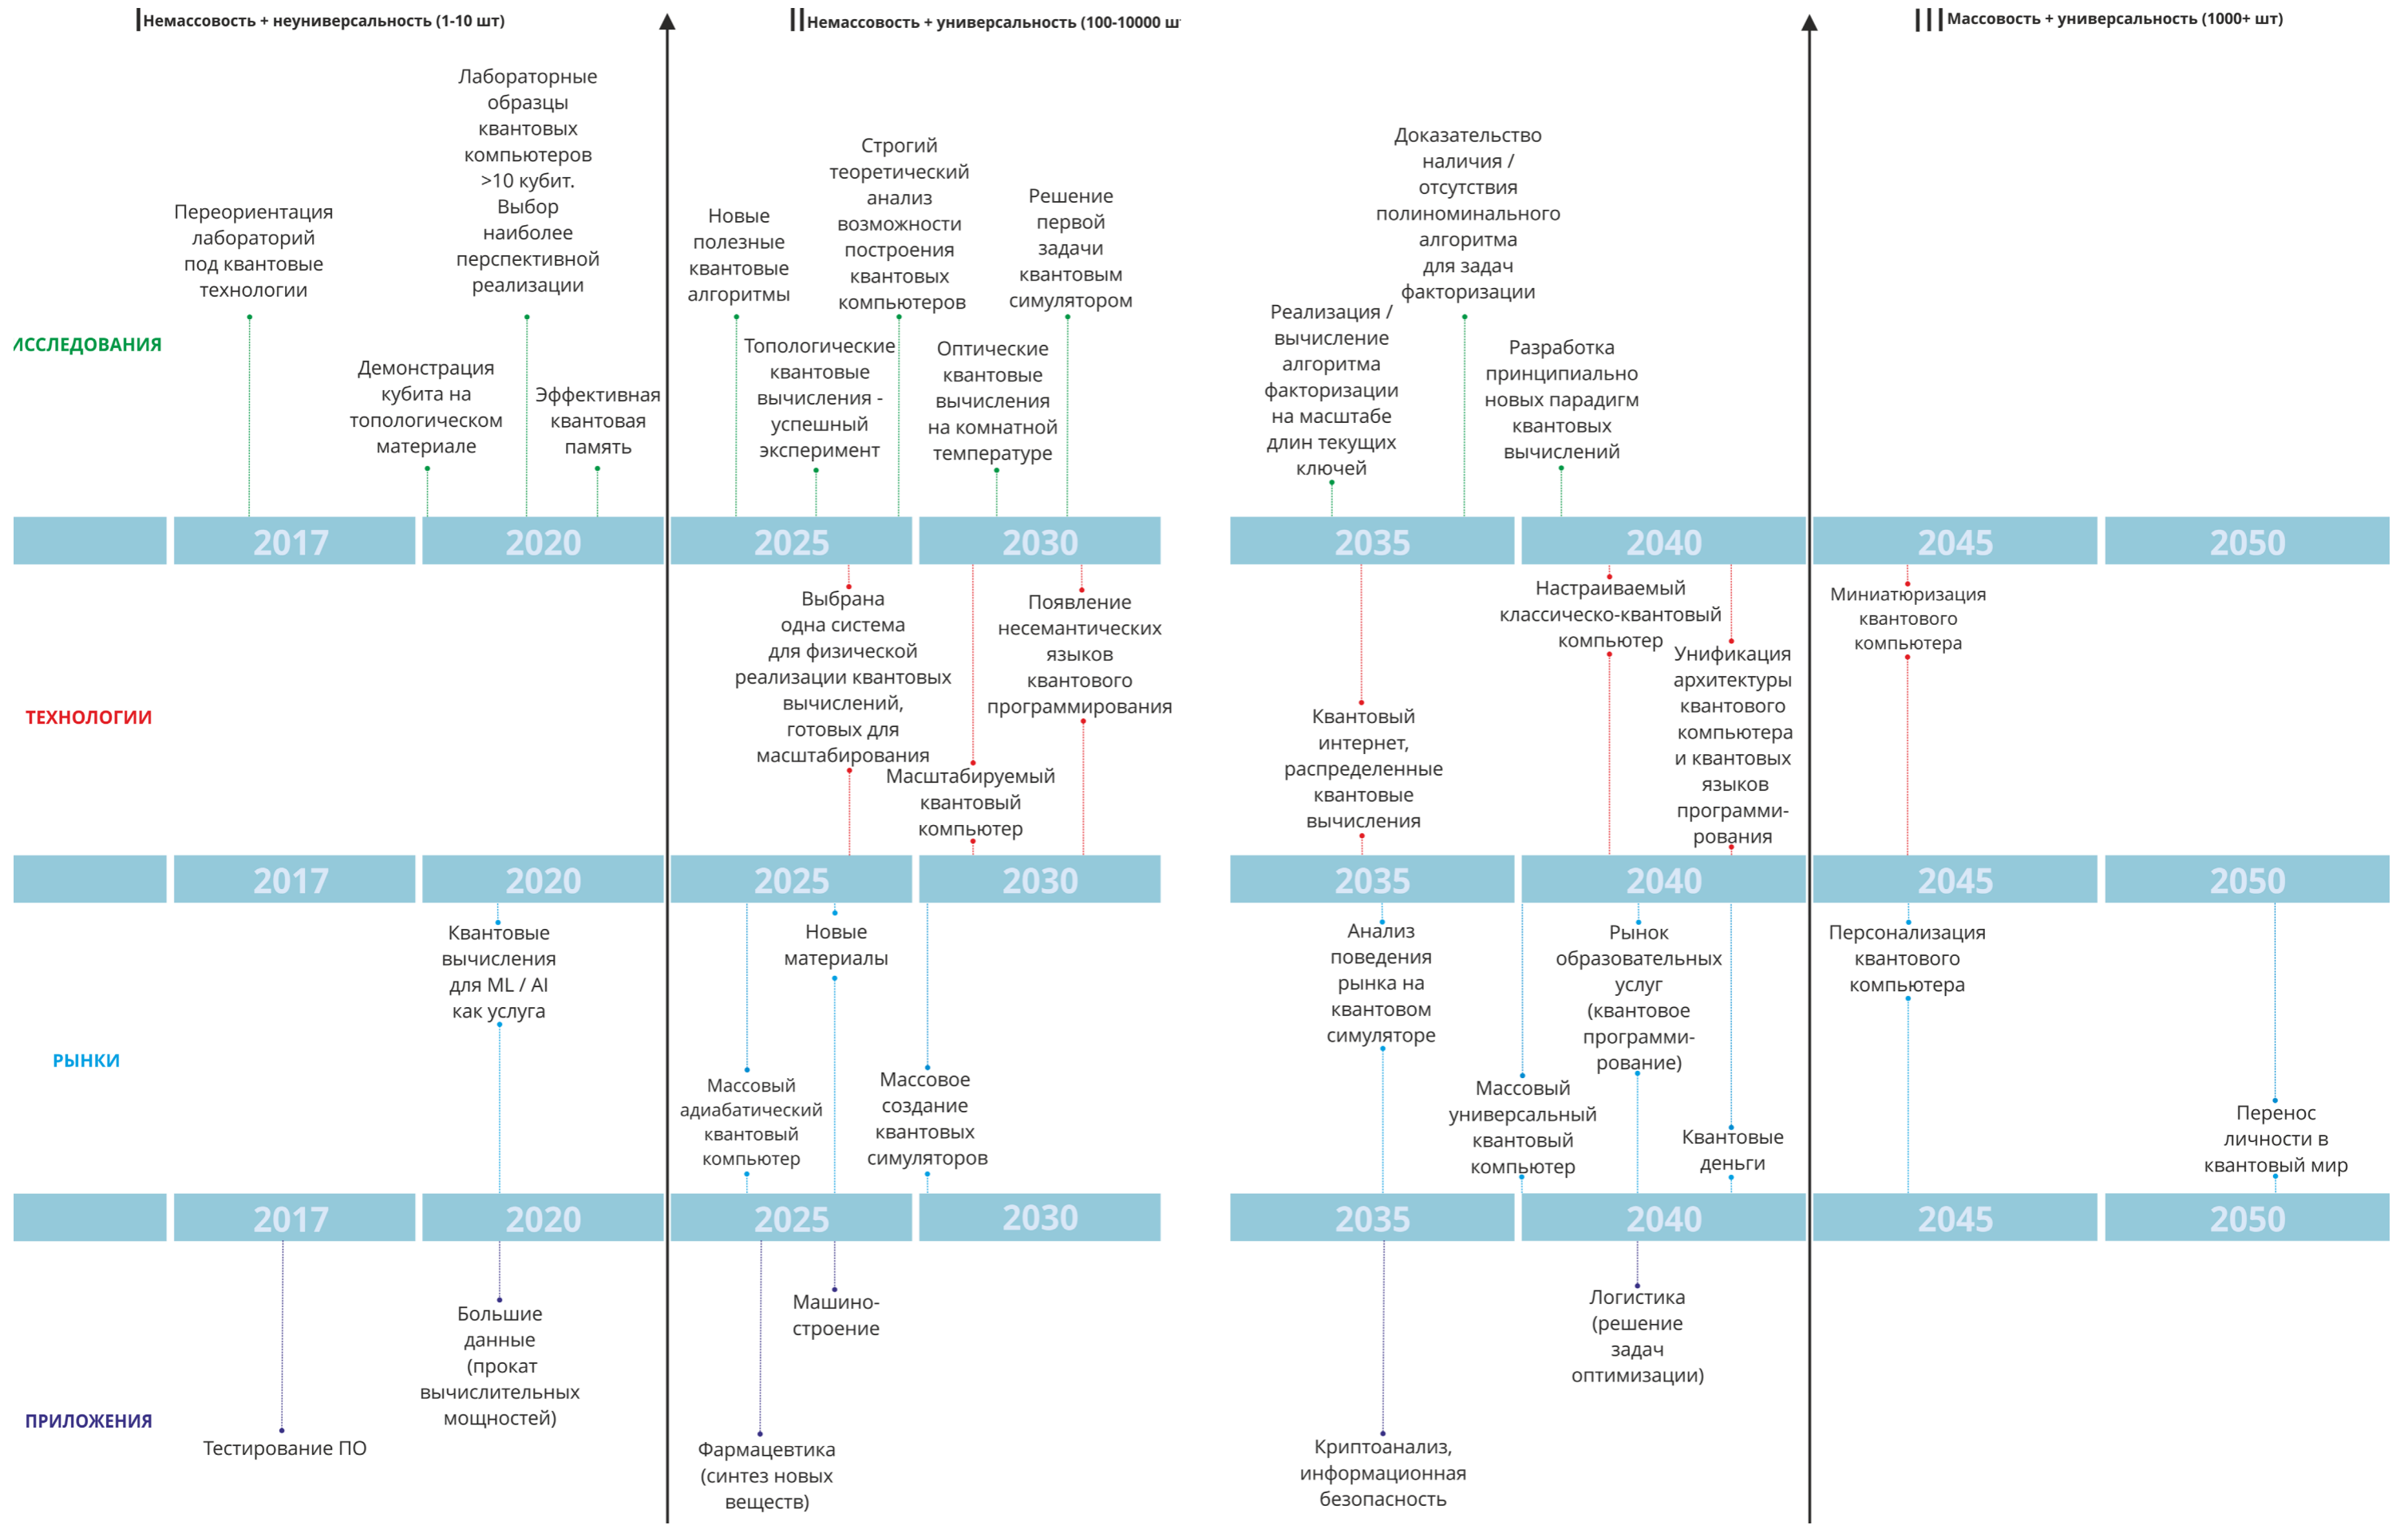 Немассовость + неуниверсальность (1-10 шт)
Немассовость + универсальность (100-10000 ш
Массовость + универсальность (1000+ шт)
ИССЛЕДОВАНИЯ
Переориентация
лабораторий
под квантовые
технологии
Демонстрация
кубита на
топологическом
материале
Лабораторные
образцы
квантовых
компьютеров
>10 кубит.
Выбор
наиболее
перспективной
реализации
Эффективная
квантовая
память
Новые
полезные
квантовые
алгоритмы
Топологические
квантовые
вычисления -
успешный
эксперимент
Строгий
теоретический
анализ
возможности
построения
квантовых
компьютеров
Оптические
квантовые
вычисления
на комнатной
температуре
Решение
первой
задачи
квантовым
симулятором
Реализация /
вычисление
алгоритма
факторизации
на масштабе
длин текущих
ключей
Доказательство
наличия /
отсутствия
полиноминального
алгоритма
для задач
факторизации
Разработка
принципиально
новых парадигм
квантовых
вычислений
2017 2020 2025 2030 2035 2040 2045 2050
ТЕХНОЛОГИИ
Выбрана
одна система
для физической
реализации квантовых
вычислений,
готовых для
масштабирования
Масштабируемый
квантовый
компьютер
Появление
несемантических
языков
квантового
программирования
Квантовый
интернет,
распределенные
квантовые
вычисления
Настраиваемый
классическо-квантовый
компьютер
Унификация
архитектуры
квантового
компьютера
и квантовых
языков
программи-
рования
Миниатюризация
квантового
компьютера
2017 2020 2025 2030 2035 2040 2045 2050
РЫНКИ
Квантовые
вычисления
для ML / AI
как услуга
Массовый
адиабатический
квантовый
компьютер
Новые
материалы
Массовое
создание
квантовых
симуляторов
Анализ
поведения
рынка на
квантовом
симуляторе
Массовый
универсальный
квантовый
компьютер
Рынок
образовательных
услуг
(квантовое
программи-
рование)
Квантовые
деньги
Персонализация
квантового
компьютера
Перенос
личности в
квантовый мир
2017 2020 2025 2030 2035 2040 2045 2050
ПРИЛОЖЕНИЯ
Тестирование ПО
Большие
данные
(прокат
вычислительных
мощностей)
Фармацевтика
(синтез новых
веществ)
Машино-
строение
Криптоанализ,
информационная
безопасность
Логистика
(решение
задач
оптимизации)